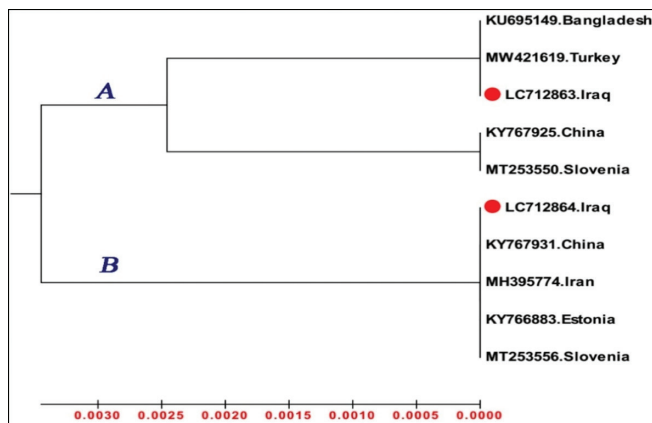 KU695149.Bangladesh
MW421619.Turkey
A
LC712863.Iraq
KY767925.China
MT253550.Slovenia
LC712864.Iraq
KY767931.China
B
MH395774.Iran
KY766883.Estonia
MT253556.Slovenia
0.0030 0.0025 0.0020 0.0015 0.0010 0.0005 0.0000